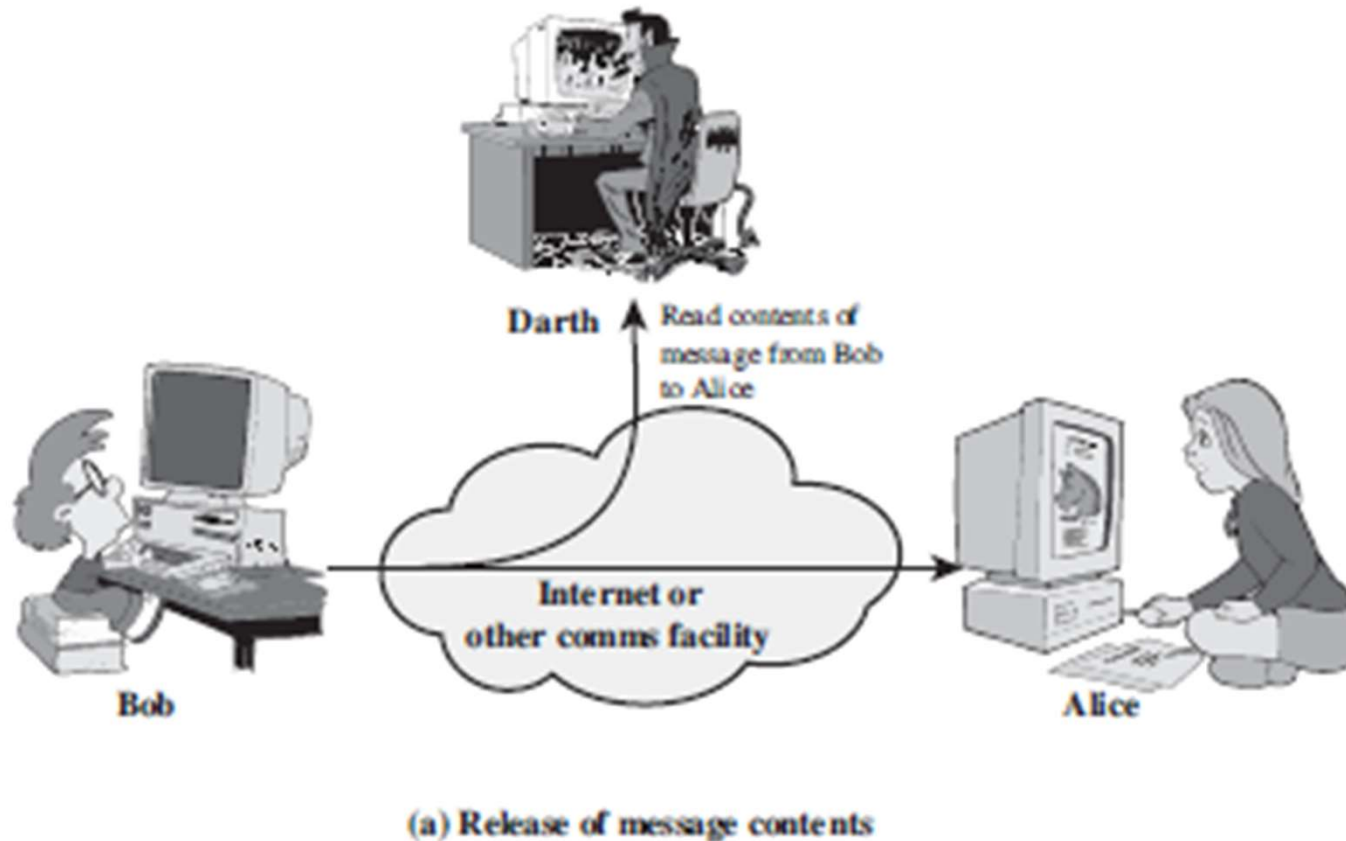 Darth
Read contents of
message from Bob
to Alice
Internet or
other comms facility
Bob
Alice
(a) Release of message contents